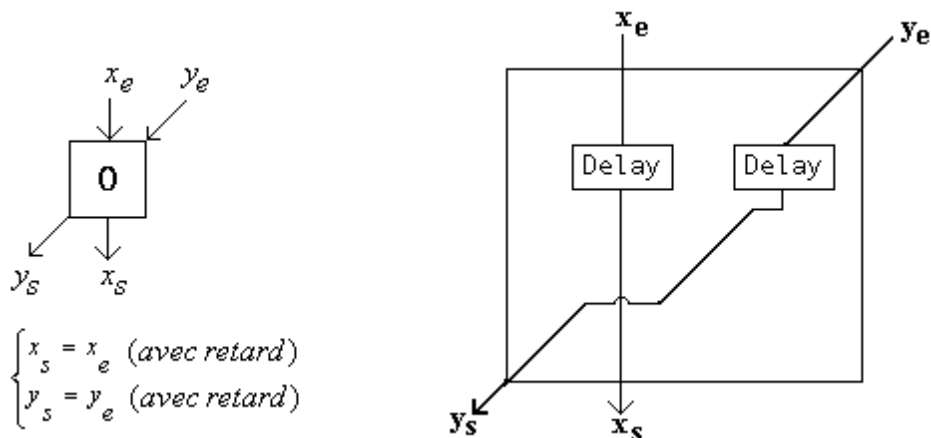 x_e y_e
0
y_s x_s
x_s = x_e (avec retard)
y_s = y_e (avec retard)
x_e y_e
Delay Delay
y_s x_s